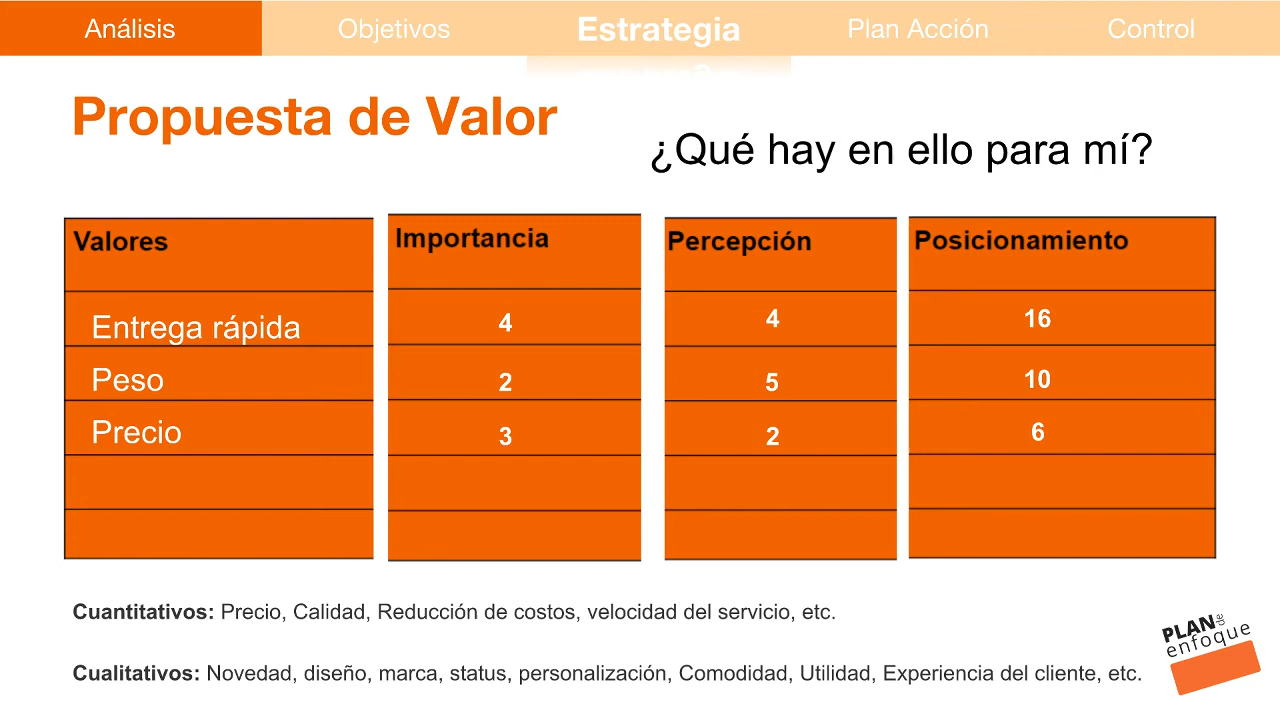 Análisis Objetivos Estrategia Plan Acción Control
Propuesta de Valor
¿Qué hay en ello para mí?
Valores Importancia Percepción Posicionamiento
Entrega rápida 4 4 16
Peso 2 5 10
Precio 3 2 6
Cuantitativos: Precio, Calidad, Reducción de costos, velocidad del servicio, etc.
Cualitativos: Novedad, diseño, marca, status, personalización, Comodidad, Utilidad, Experiencia del cliente, etc.
PLAN de
enfoque